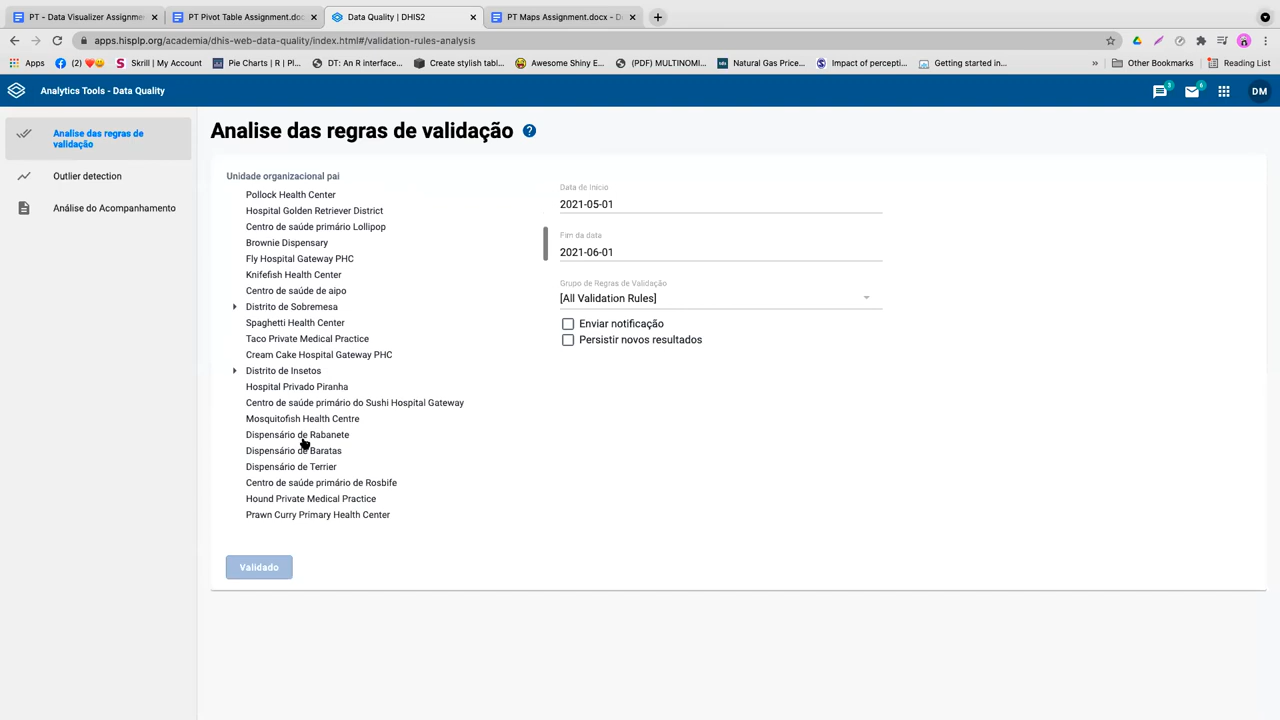 PT - Data Visualizer Assignme
PT Pivot Table Assignment.doc
Data Quality | DHIS2
PT Maps Assignment.docx - D
apps.hisplp.org/academia/dhis-web-data-quality/index.html#/validation-rules-analysis
Apps
(2)
Skrill | My Account
Pie Charts | R | Pl...
DT: An R interface...
Create stylish tabl...
Awesome Shiny E...
(PDF) MULTINOMI...
Natural Gas Price...
Impact of percepti...
Getting started in...
»
Other Bookmarks
Reading List
Analytics Tools - Data Quality
3
6
DM
Analise das regras de validação
Outlier detection
Análise do Acompanhamento
Analise das regras de validação ?
Unidade organizacional pai
Pollock Health Center
Hospital Golden Retriever District
Centro de saúde primário Lollipop
Brownie Dispensary
Fly Hospital Gateway PHC
Knifefish Health Center
Centro de saúde de aipo
Distrito de Sobremesa
Spaghetti Health Center
Taco Private Medical Practice
Cream Cake Hospital Gateway PHC
Distrito de Insetos
Hospital Privado Piranha
Centro de saúde primário do Sushi Hospital Gateway
Mosquitofish Health Centre
Dispensário de Rabanete
Dispensário de Baratas
Dispensário de Terrier
Centro de saúde primário de Rosbife
Hound Private Medical Practice
Prawn Curry Primary Health Center
Data de Início
2021-05-01
Fim da data
2021-06-01
Grupo de Regras de Validação
[All Validation Rules]
Enviar notificação
Persistir novos resultados
Validado